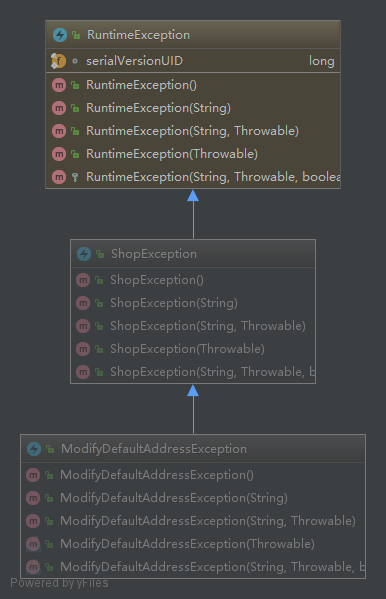 RuntimeException
serialVersionUID long
RuntimeException()
RuntimeException(String)
RuntimeException(String, Throwable)
RuntimeException(Throwable)
RuntimeException(String, Throwable, boolea
ShopException
ShopException()
ShopException(String)
ShopException(String, Throwable)
ShopException(Throwable)
ShopException(String, Throwable, b
ModifyDefaultAddressException
ModifyDefaultAddressException()
ModifyDefaultAddressException(String)
ModifyDefaultAddressException(String, Throwable)
ModifyDefaultAddressException(Throwable)
ModifyDefaultAddressException(String, Throwable, b
Powered by yFiles